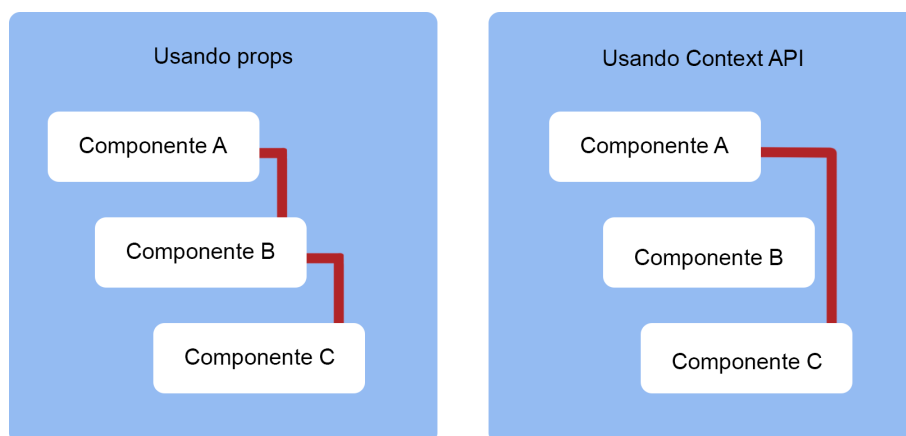 Usando props
Componente A
Componente B
Componente C
Usando Context API
Componente A
Componente B
Componente C